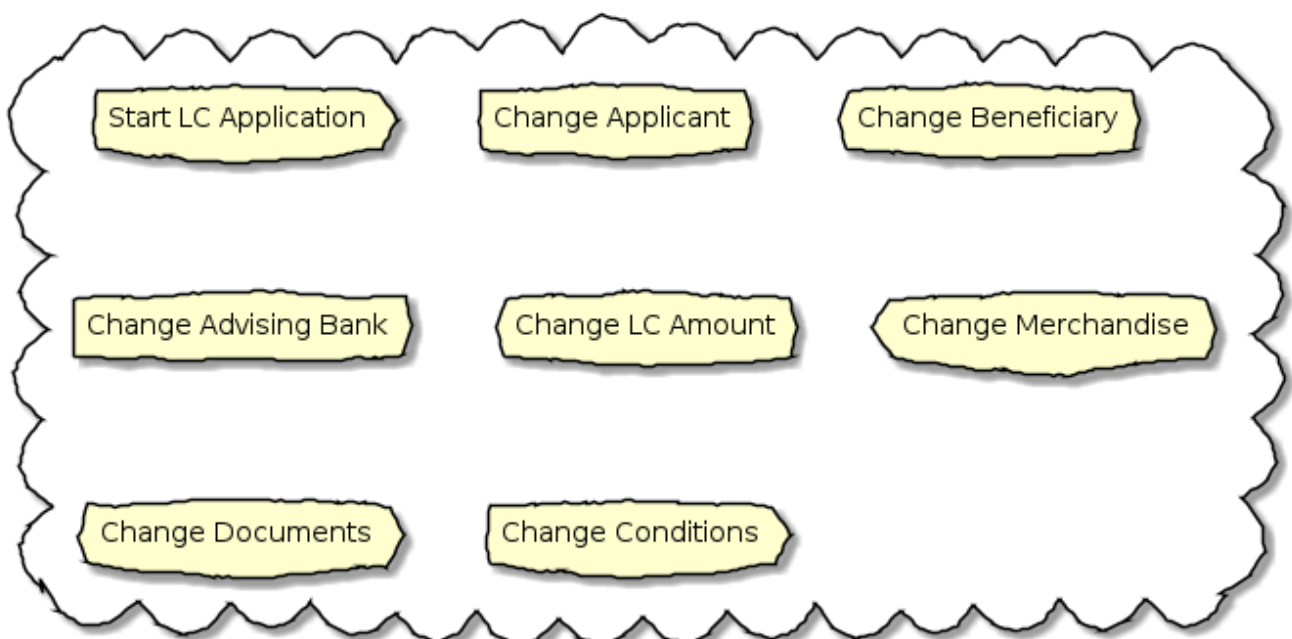 Start LC Application
Change Applicant
Change Beneficiary
Change Advising Bank
Change LC Amount
Change Merchandise
Change Documents
Change Conditions